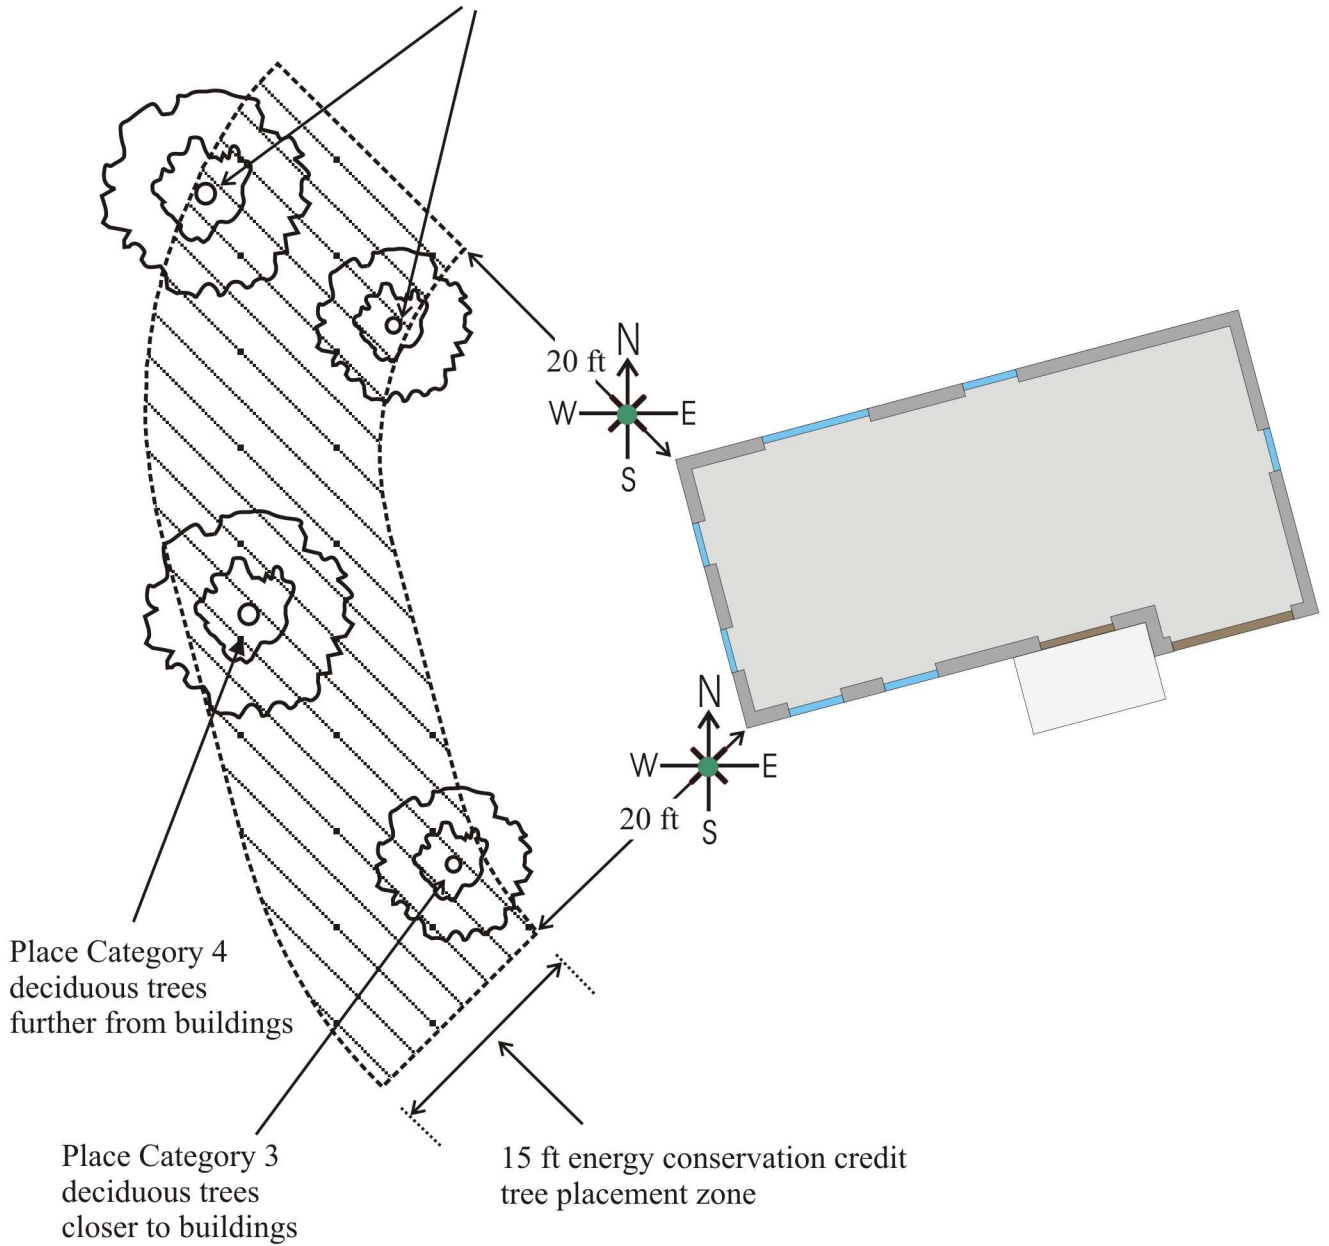 N
20 ft
W
E
S
N
W
E
20 ft
S
Place Category 4
deciduous trees
further from buildings
Place Category 3
deciduous trees
closer to buildings
15 ft energy conservation credit
tree placement zone